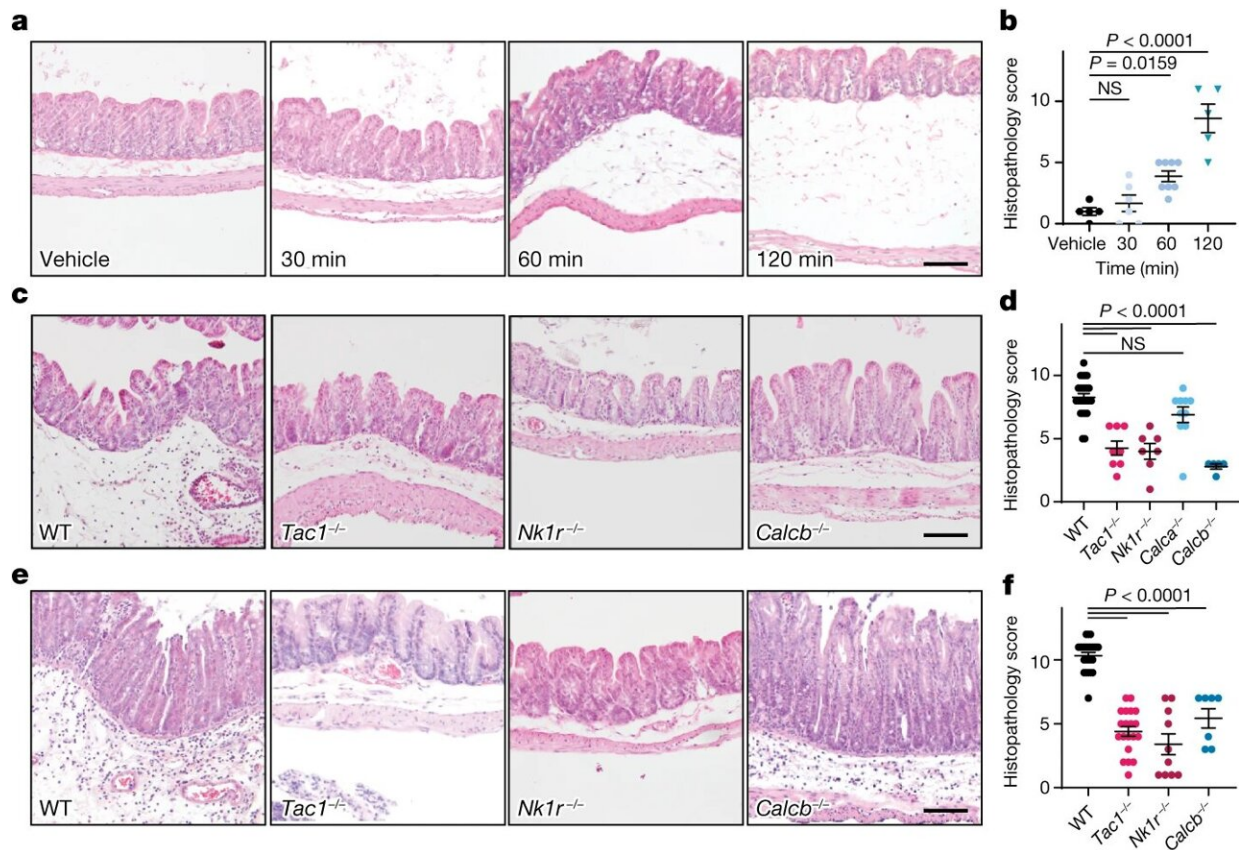 a
Vehicle
30 min
60 min
120 min
b
P < 0.0001
P = 0.0159
NS
Histopathology score
10
5
0
Vehicle 30 60 120
Time (min)
c
WT
Tac1–/–
Nk1r–/–
Calcb–/–
d
P < 0.0001
NS
Histopathology score
10
5
0
WT
Tac1–/–
Nk1r–/–
Calca–/–
Calcb–/–
e
WT
Tac1–/–
Nk1r–/–
Calcb–/–
f
P < 0.0001
Histopathology score
10
5
0
WT
Tac1–/–
Nk1r–/–
Calcb–/–